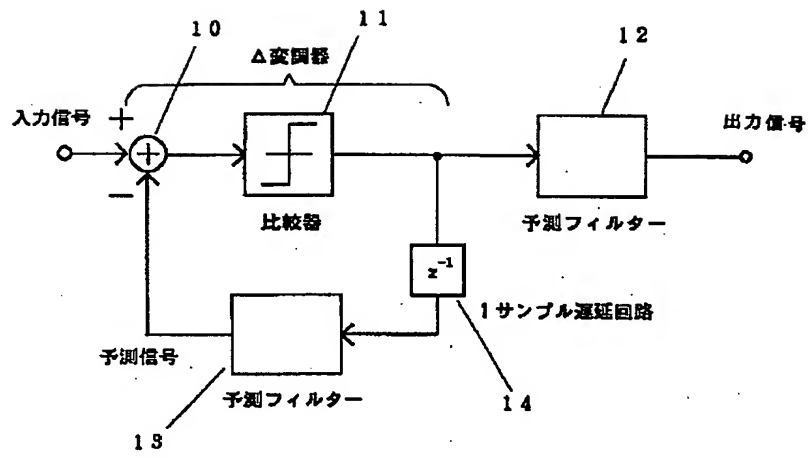 10
11
12
Δ変調器
入力信号
+
出力信号
+
−
比較器
予測フィルター
z⁻¹
1サンプル遅延回路
予測信号
予測フィルター
13
14